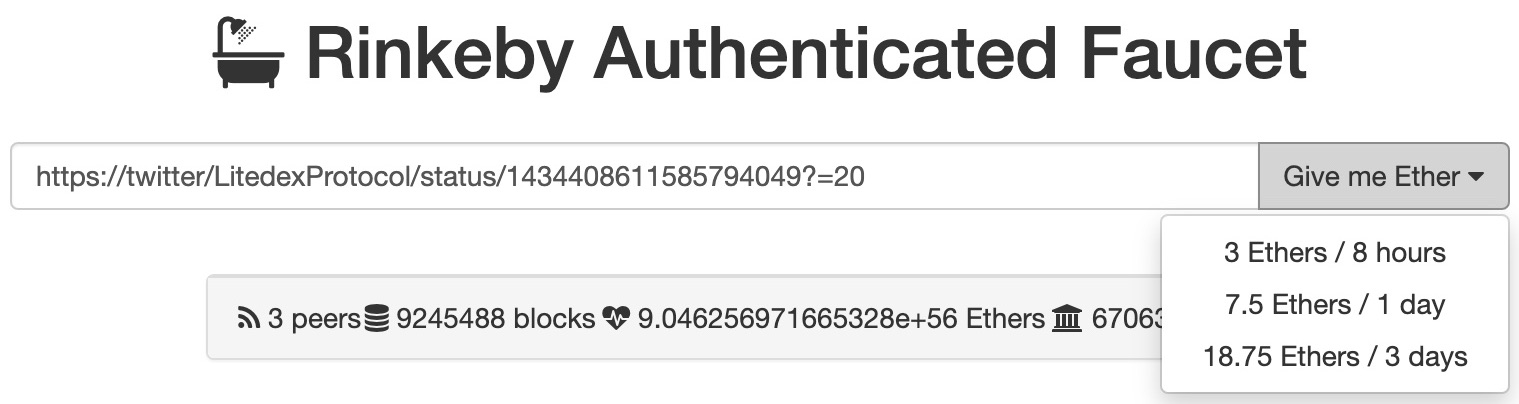 Rinkeby Authenticated Faucet
https://twitter/LitedexProtocol/status/1434408611585794049?=20
Give me Ether
3 Ethers / 8 hours
7.5 Ethers / 1 day
18.75 Ethers / 3 days
3 peers 9245488 blocks 9.046256971665328e+56 Ethers 67063